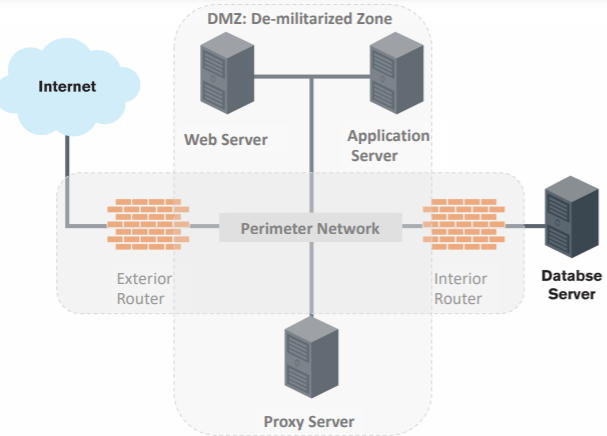 DMZ: De-militarized Zone
Internet
Web Server
Application
Server
Perimeter Network
Exterior
Router
Interior
Router
Databse
Server
Proxy Server